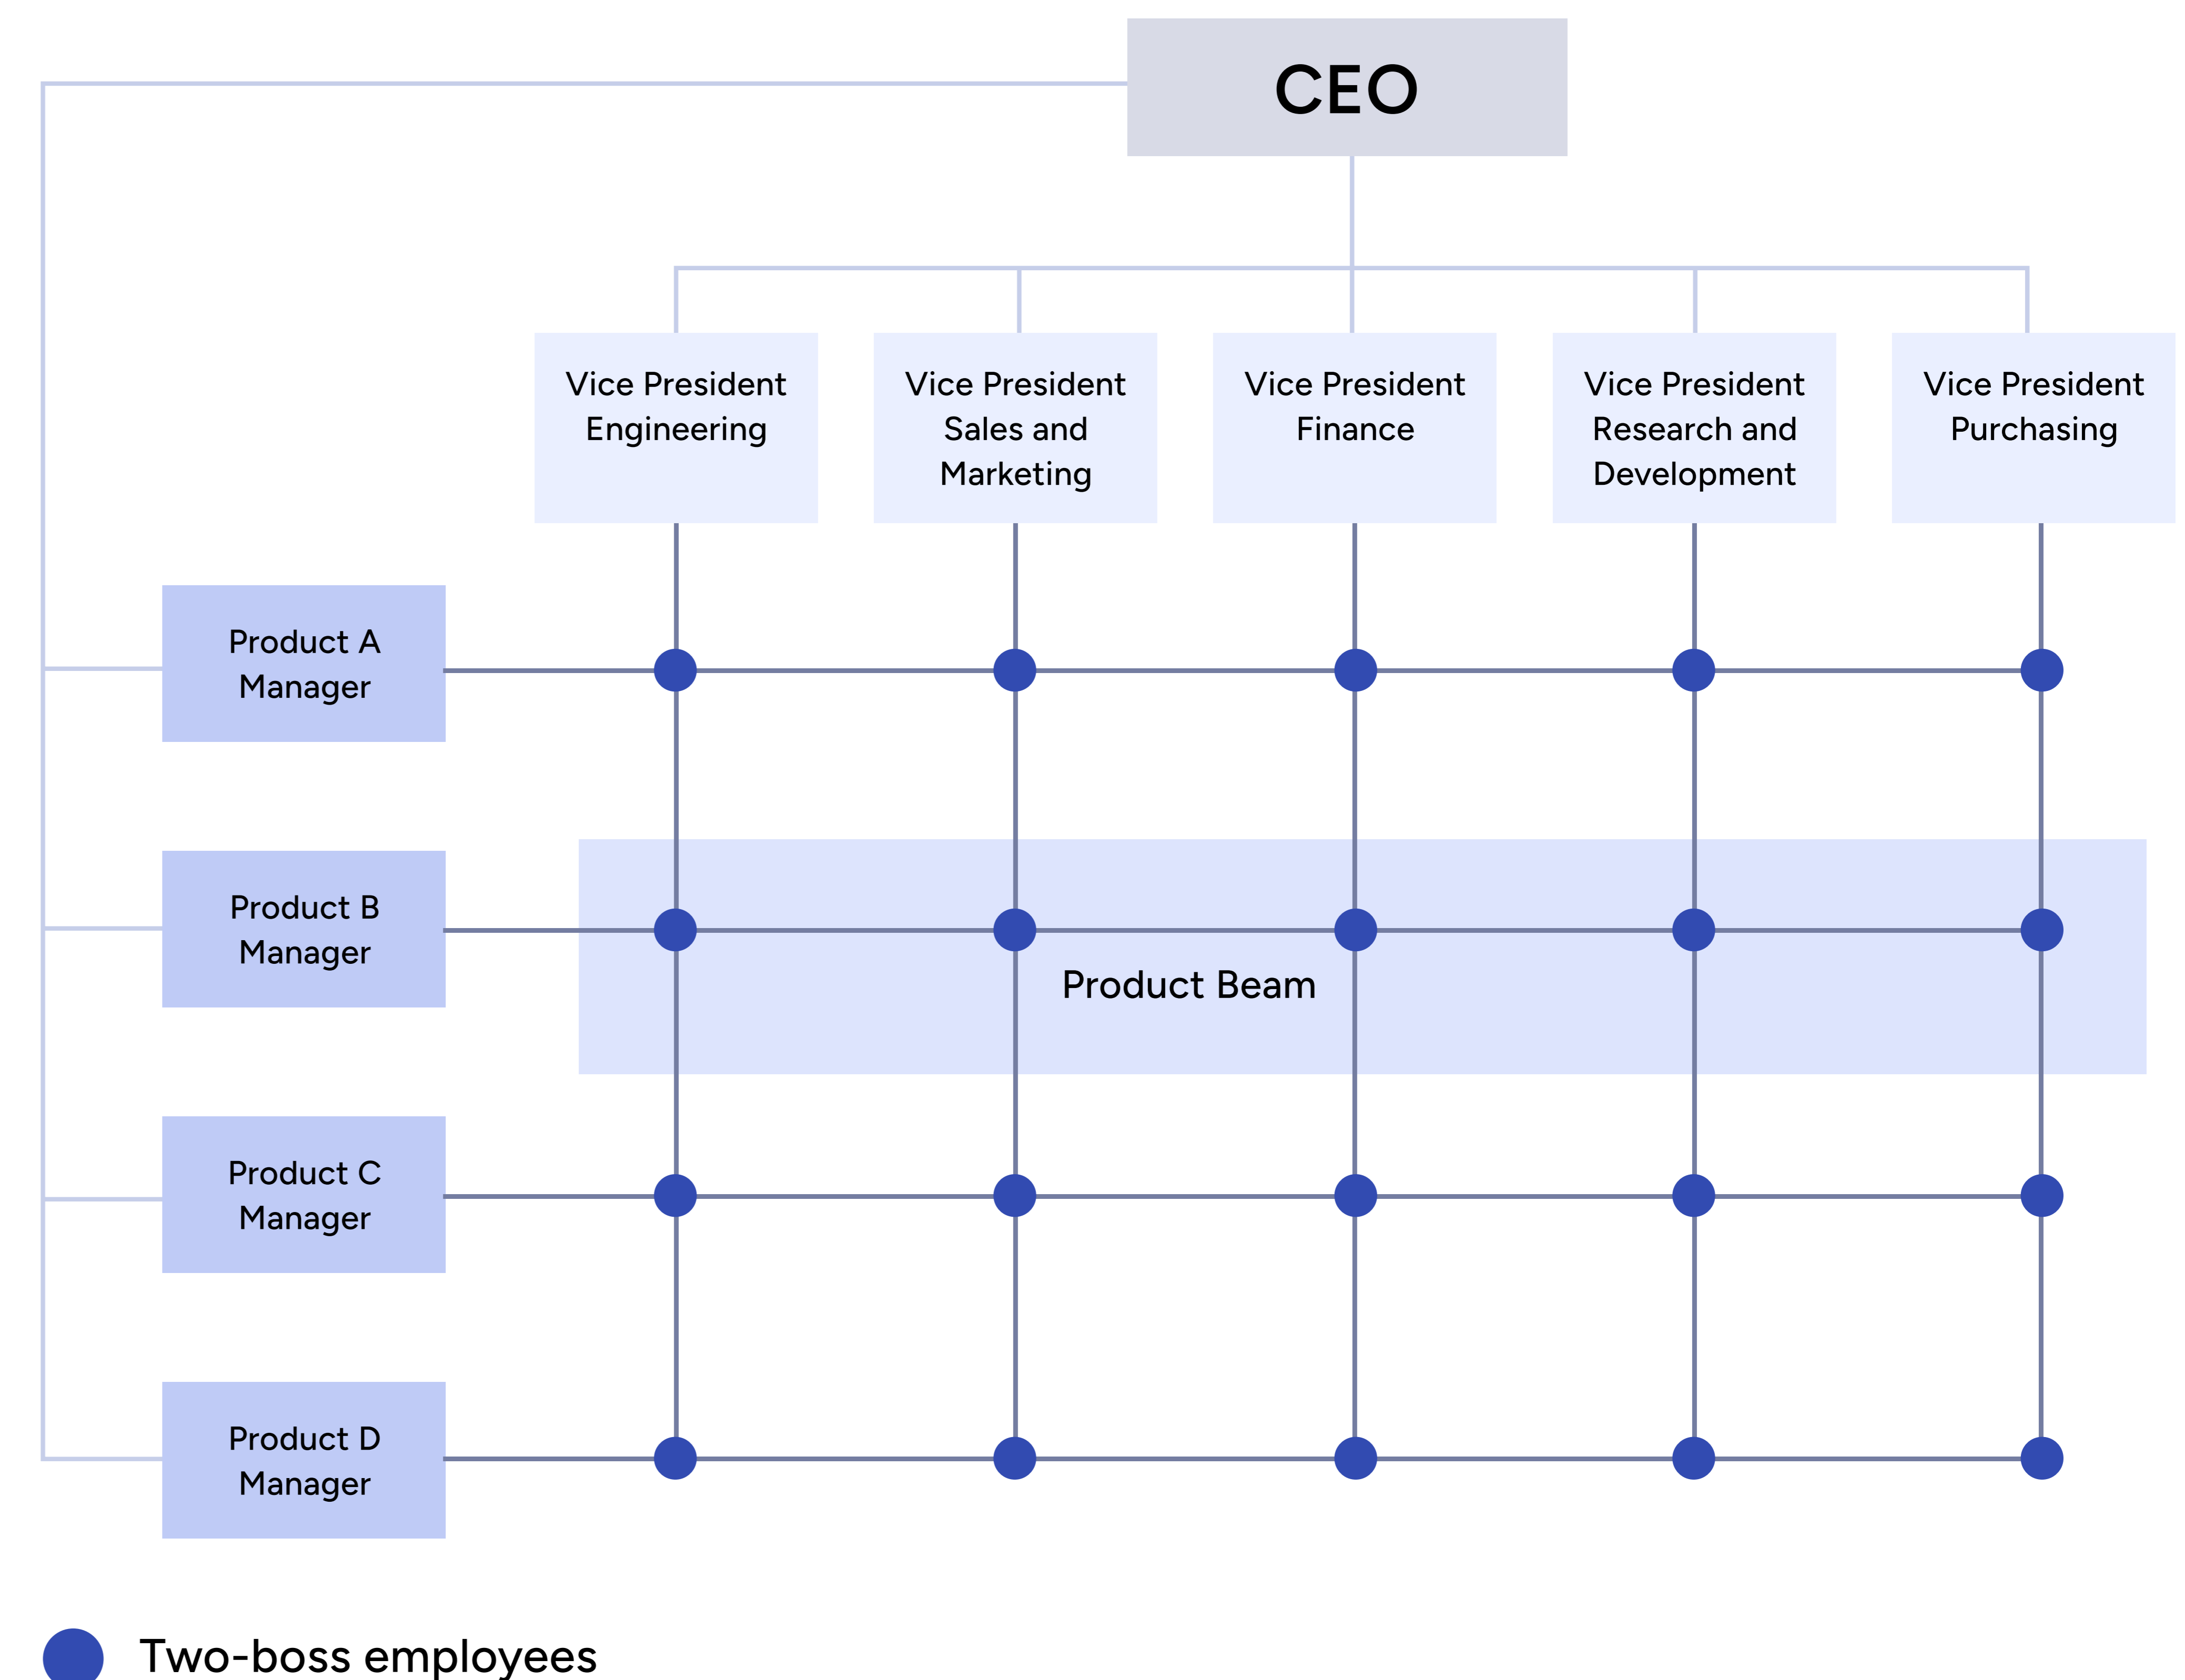 CEO
Vice President
Engineering
Vice President
Sales and
Marketing
Vice President
Finance
Vice President
Research and
Development
Vice President
Purchasing
Product A
Manager
Product B
Manager
Product Beam
Product C
Manager
Product D
Manager
Two-boss employees